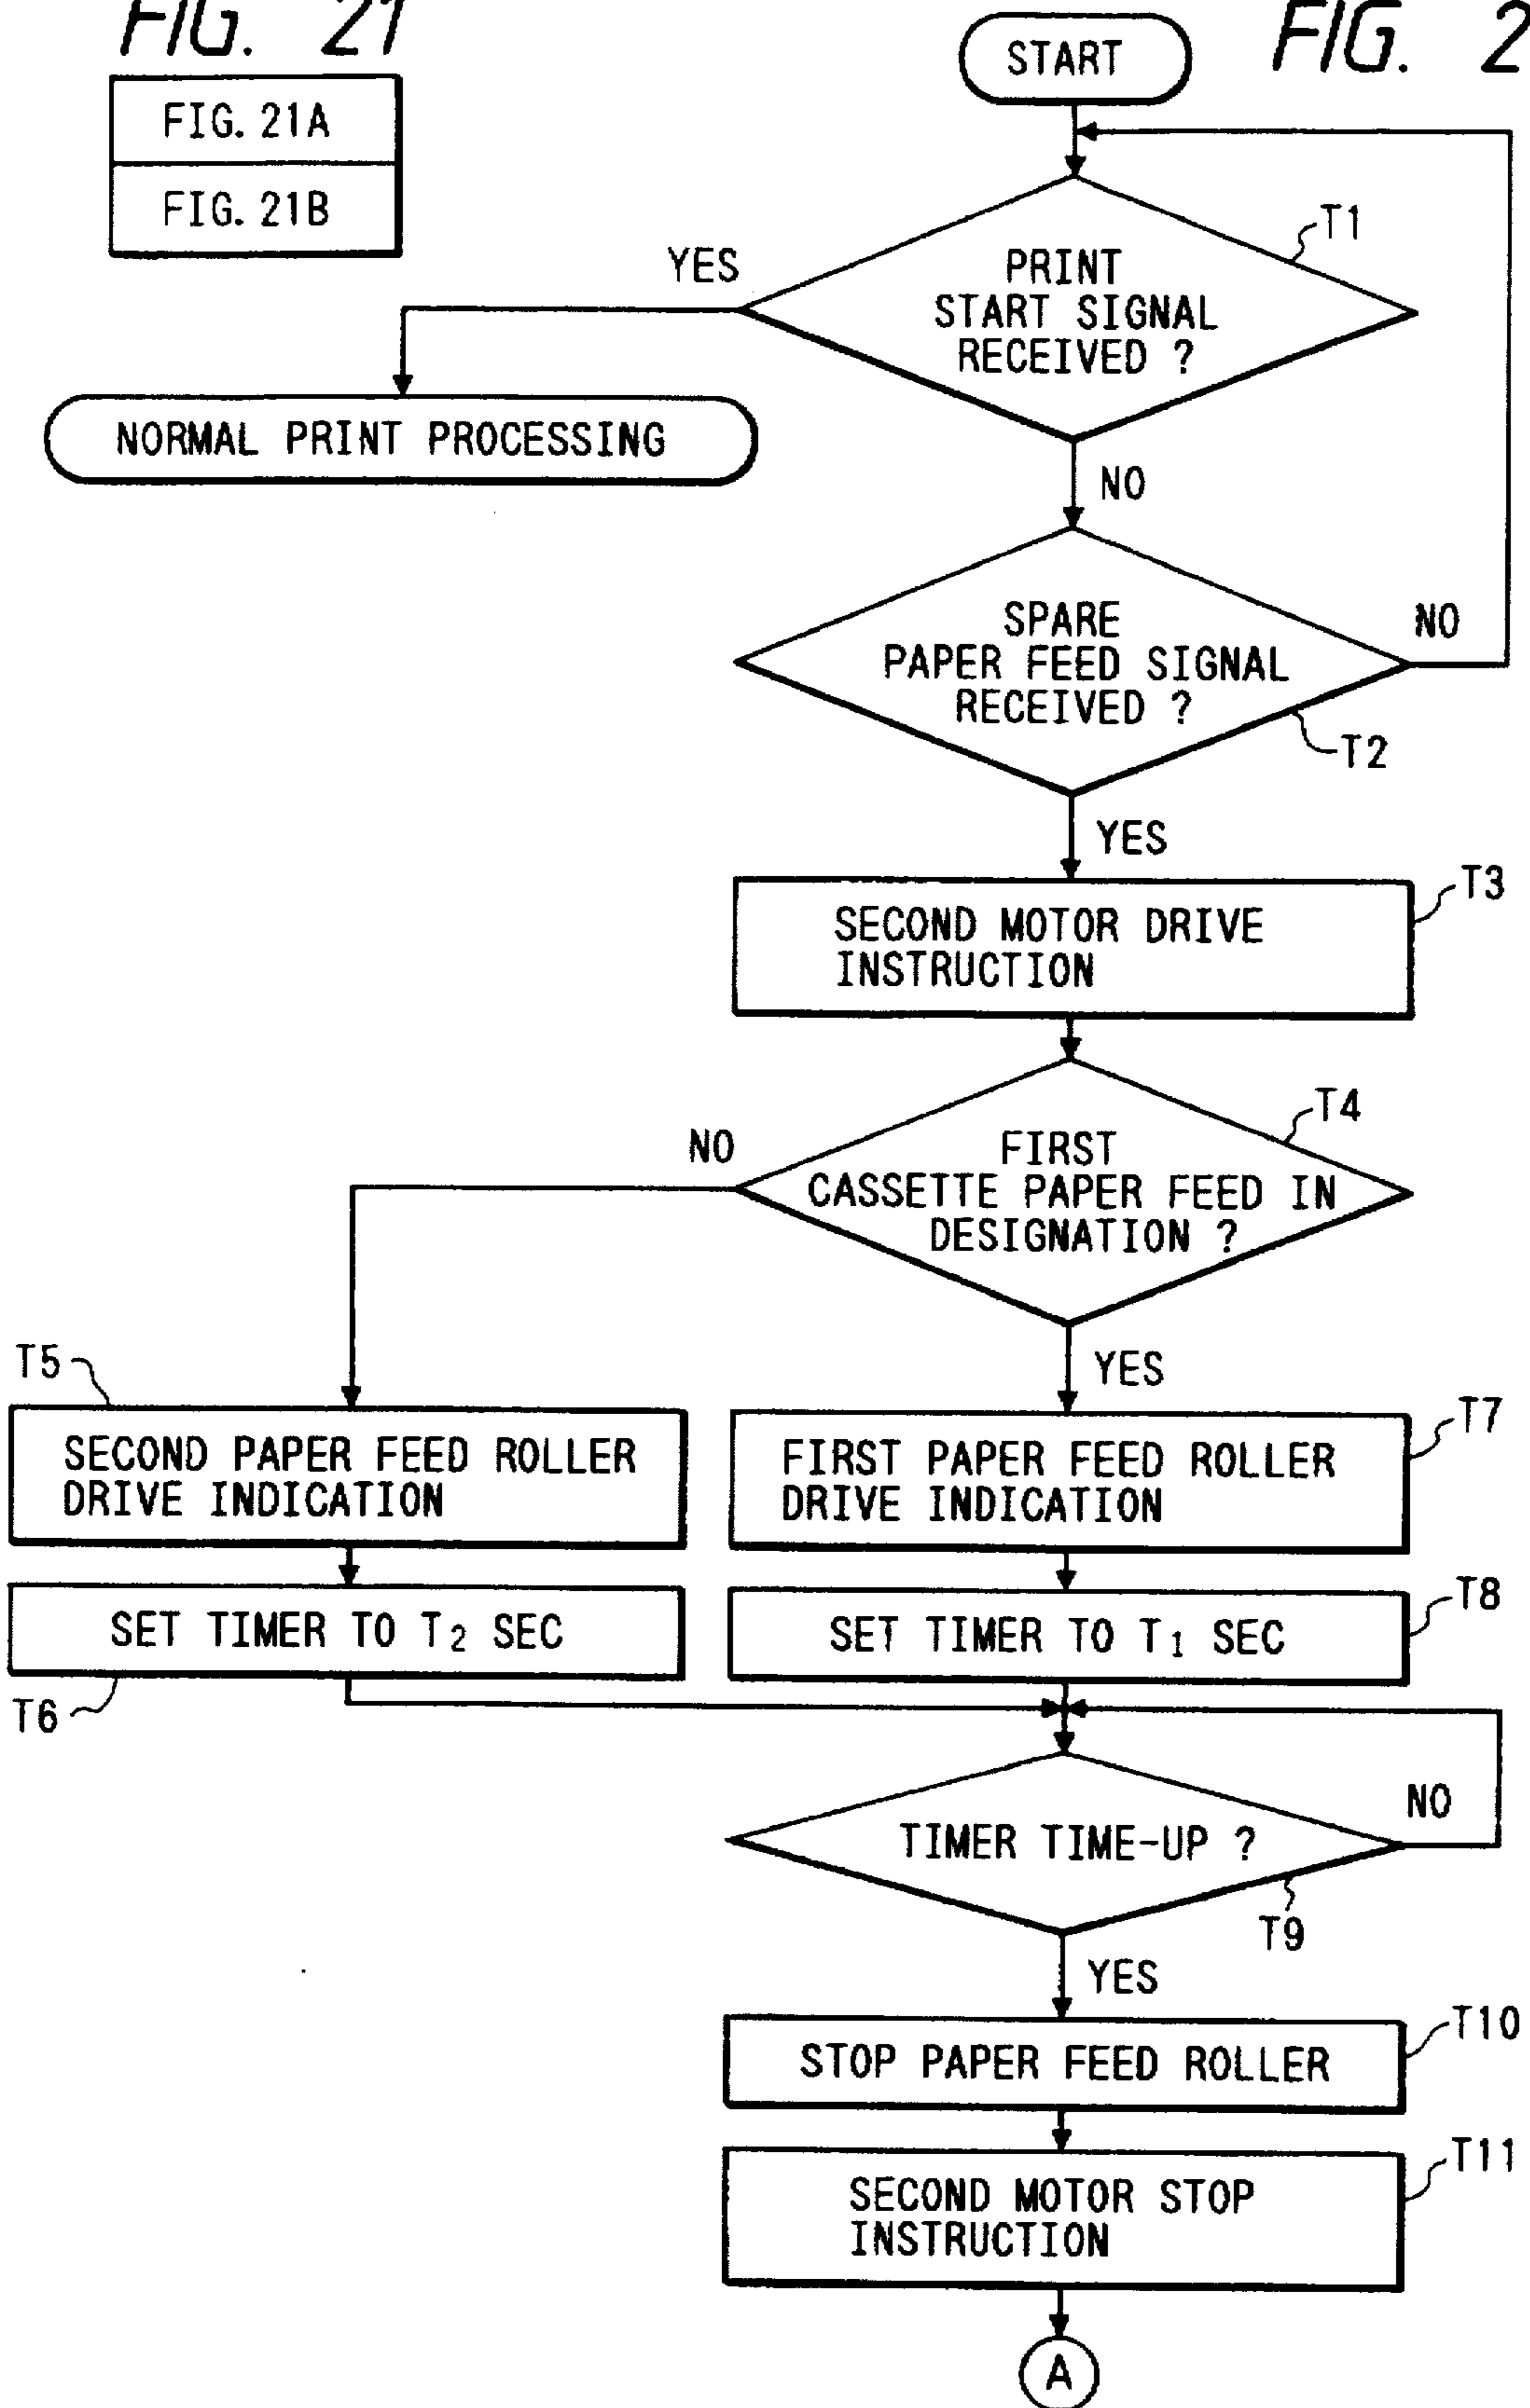 FIG. 21
FIG. 2
FIG. 21A
FIG. 21B
START
T1
PRINT
START SIGNAL
RECEIVED ?
YES
NORMAL PRINT PROCESSING
NO
SPARE
PAPER FEED SIGNAL
RECEIVED ?
NO
T2
YES
T3
SECOND MOTOR DRIVE
INSTRUCTION
T4
FIRST
CASSETTE PAPER FEED IN
DESIGNATION ?
NO
YES
T5
SECOND PAPER FEED ROLLER
DRIVE INDICATION
T7
FIRST PAPER FEED ROLLER
DRIVE INDICATION
SET TIMER TO T2 SEC
T6
T8
SET TIMER TO T1 SEC
TIMER TIME-UP ?
NO
T9
YES
T10
STOP PAPER FEED ROLLER
T11
SECOND MOTOR STOP
INSTRUCTION
A